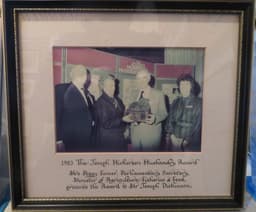 1983 The Joseph Nickerson Husbandry Award
Mrs Peggy Fenner, Parliamentary Secretary,
Minister of Agriculture, Fisheries & Food,
presents the Award to Sir Joseph Nickerson.